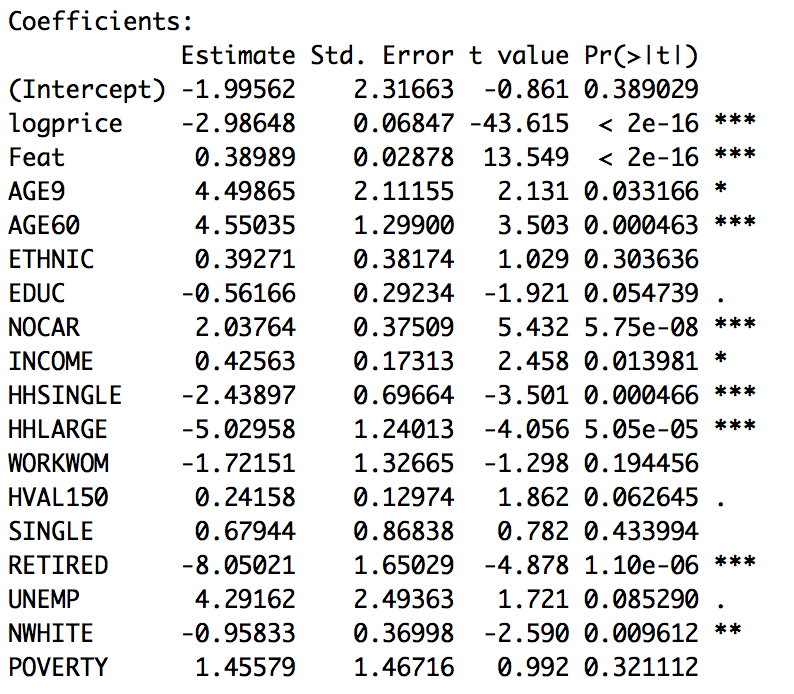 Coefficients:
Estimate Std. Error t value Pr(>|t|)
(Intercept) -1.99562 2.31663 -0.861 0.389029
logprice -2.98648 0.06847 -43.615 < 2e-16 ***
Feat 0.38989 0.02878 13.549 < 2e-16 ***
AGE9 4.49865 2.11155 2.131 0.033166 *
AGE60 4.55035 1.29900 3.503 0.000463 ***
ETHNIC 0.39271 0.38174 1.029 0.303636
EDUC -0.56166 0.29234 -1.921 0.054739 .
NOCAR 2.03764 0.37509 5.432 5.75e-08 ***
INCOME 0.42563 0.17313 2.458 0.013981 *
HHSINGLE -2.43897 0.69664 -3.501 0.000466 ***
HHLARGE -5.02958 1.24013 -4.056 5.05e-05 ***
WORKWOM -1.72151 1.32665 -1.298 0.194456
HVAL150 0.24158 0.12974 1.862 0.062645 .
SINGLE 0.67944 0.86838 0.782 0.433994
RETIRED -8.05021 1.65029 -4.878 1.10e-06 ***
UNEMP 4.29162 2.49363 1.721 0.085290 .
NWHITE -0.95833 0.36998 -2.590 0.009612 **
POVERTY 1.45579 1.46716 0.992 0.321112